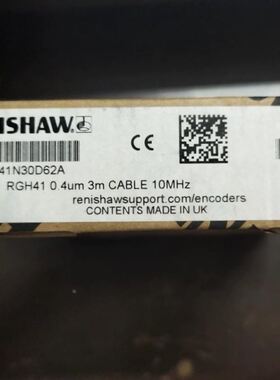 ISHAW.
41N30D62A
RGH41 0.4um 3m CABLE 10MHz
renishawsupport.com/encoders
CONTENTS MADE IN UK
CE